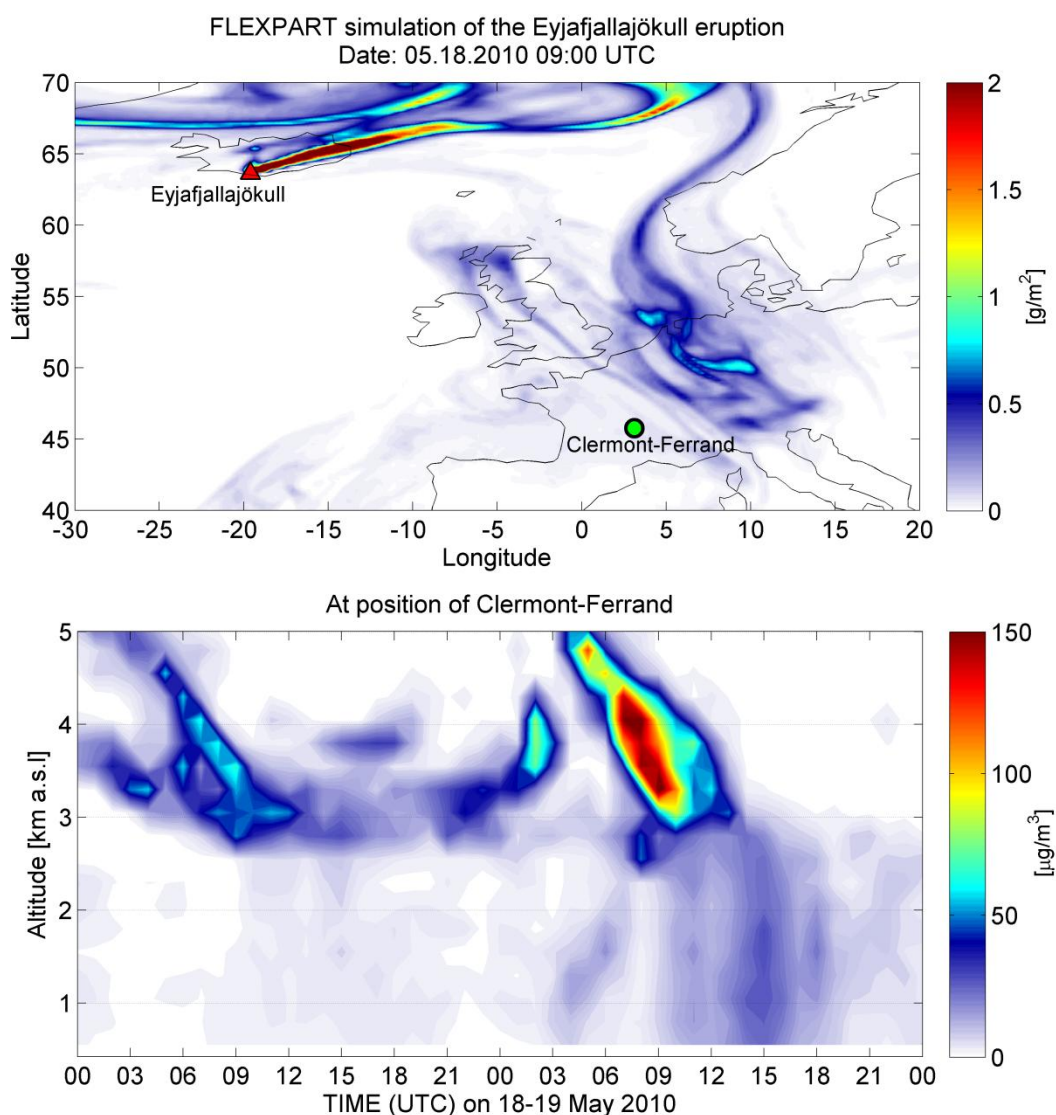 FLEXPART simulation of the Eyjafjallajökull eruption
Date: 05.18.2010 09:00 UTC
70
65
60
55
50
45
40
Latitude
Eyjafjallajökull
Clermont-Ferrand
-30 -25 -20 -15 -10 -5 0 5 10 15 20
Longitude
2
1.5
1
0.5
0
[g/m²]
At position of Clermont-Ferrand
5
4
3
2
1
Altitude [km a.s.l]
00 03 06 09 12 15 18 21 00 03 06 09 12 15 18 21 00
TIME (UTC) on 18-19 May 2010
150
100
50
0
[µg/m³]